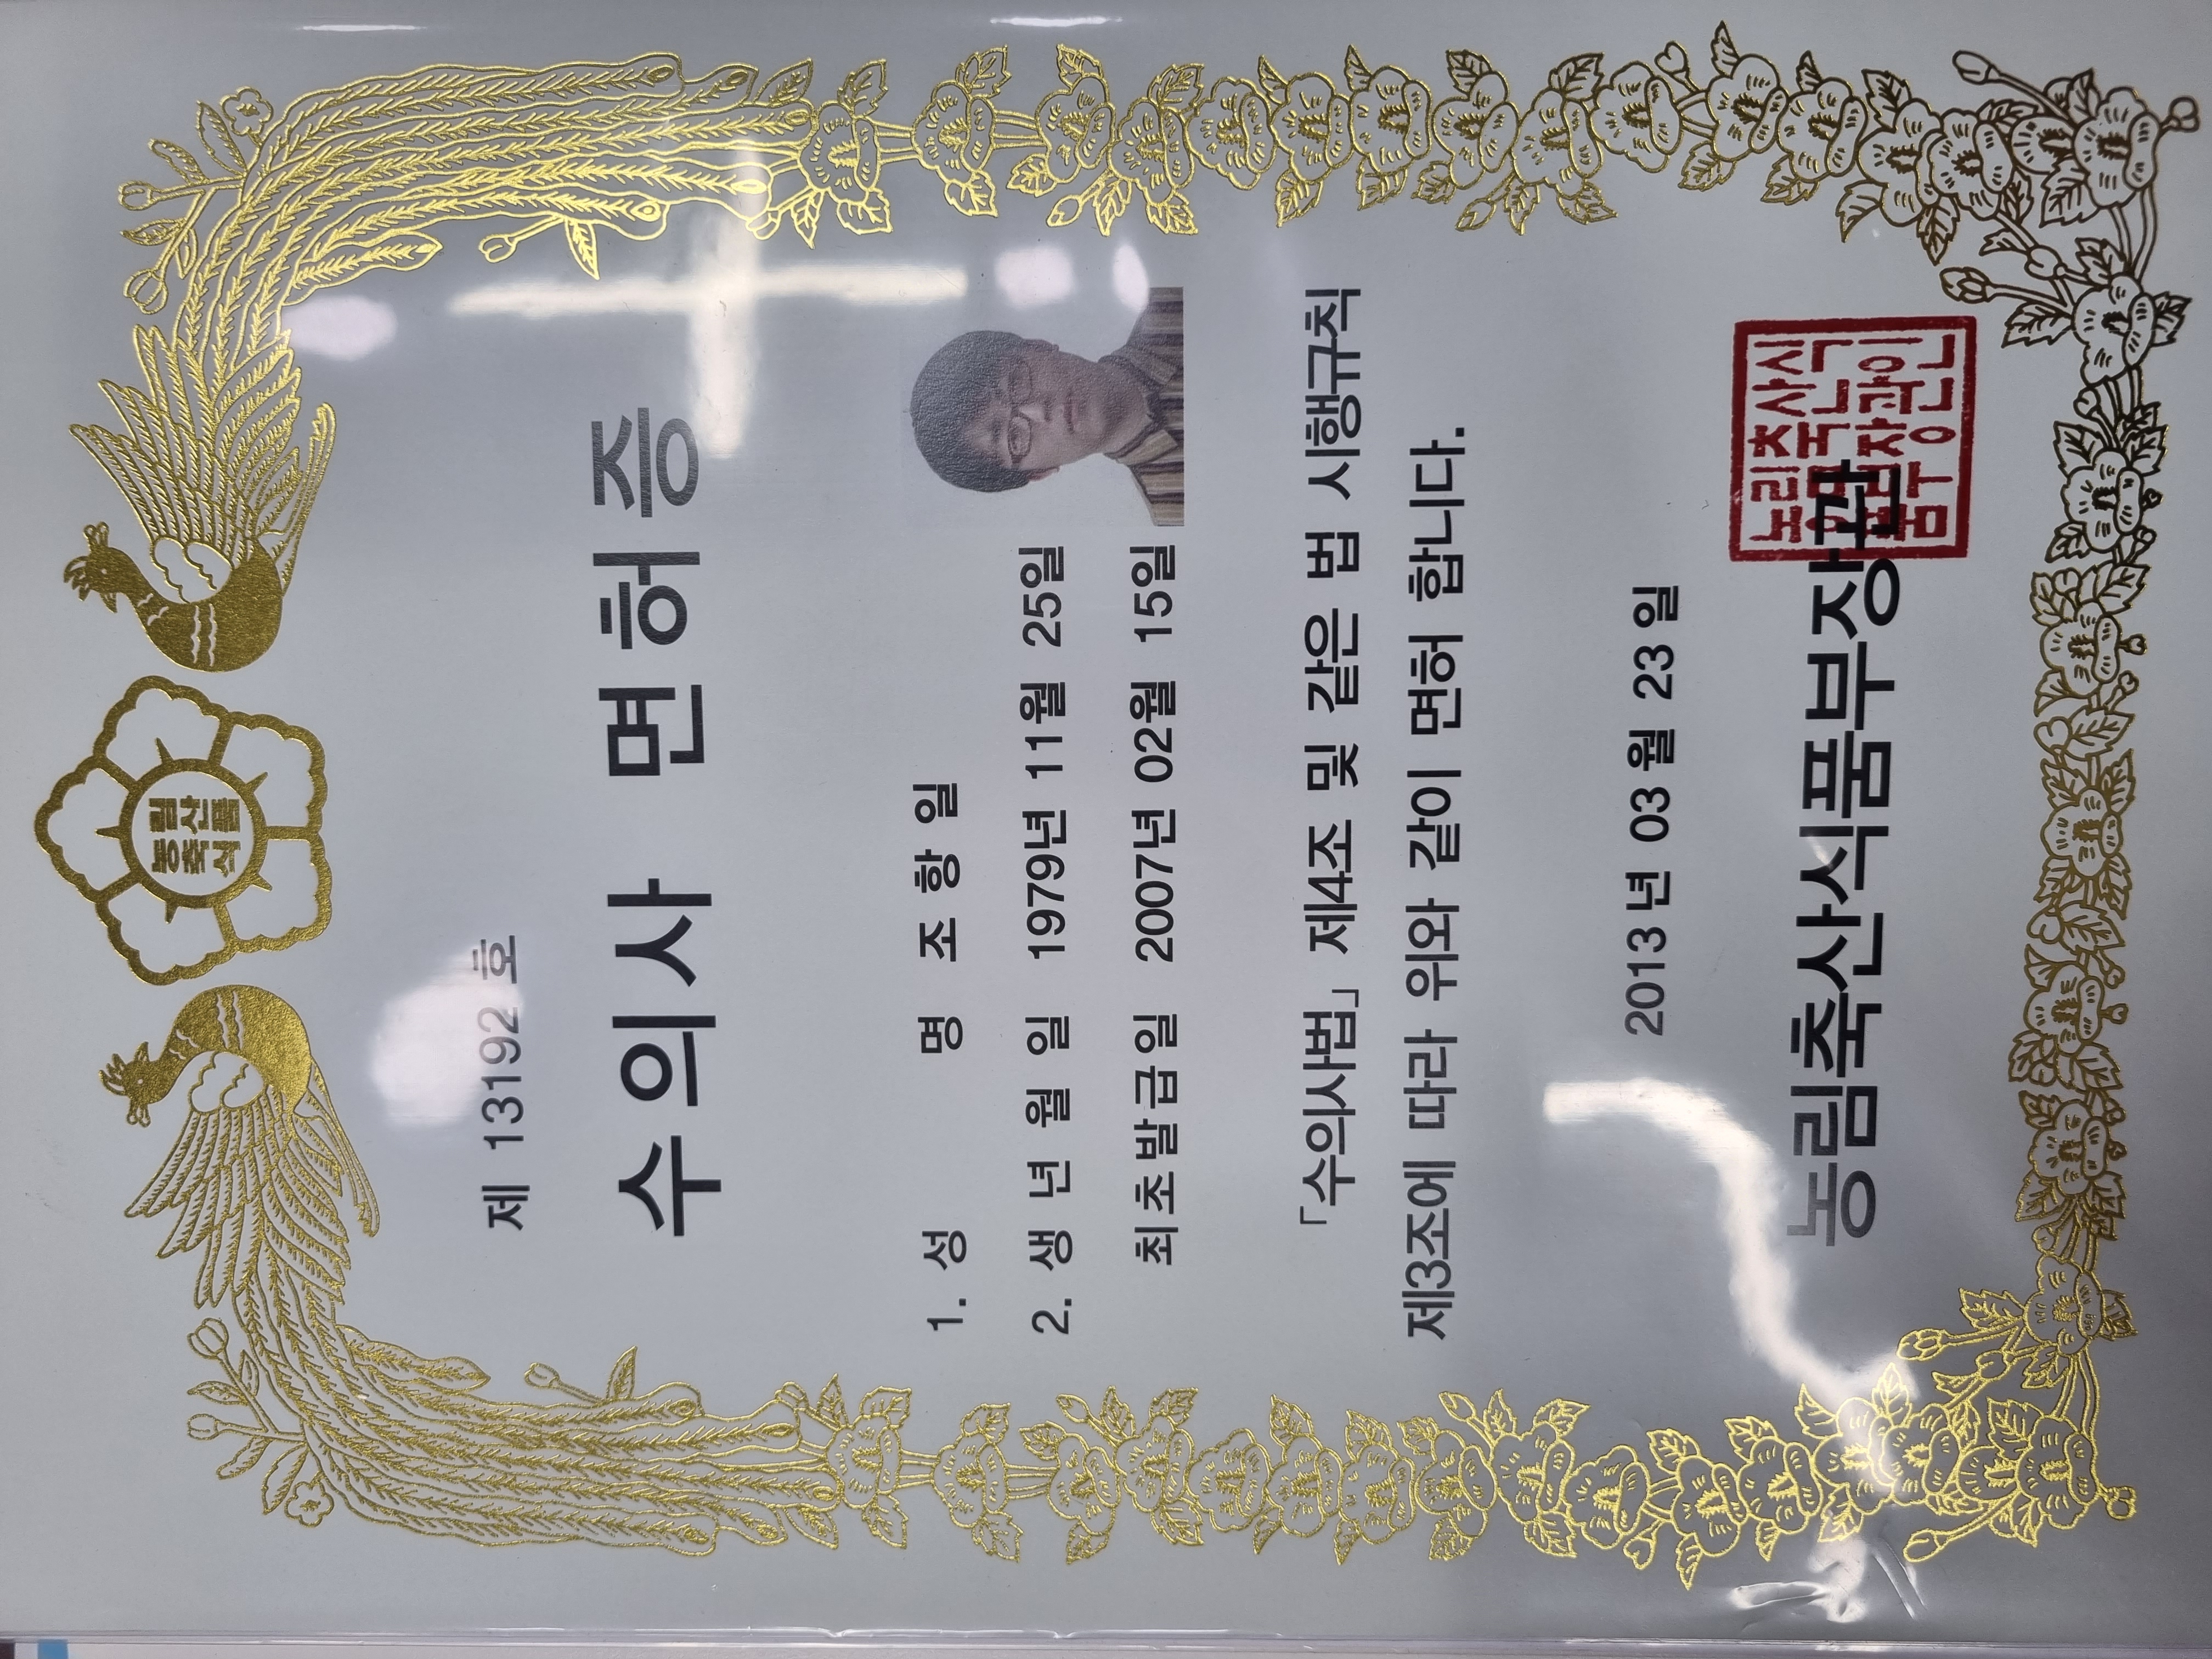 농림
축산
식품
제 13192 호
수의사 면허증
1. 성 명 조 항 일
2. 생 년 월 일 1979년 11월 25일
최초발급일 2007년 02월 15일
「수의사법」 제4조 및 같은 법 시행규칙
제3조에 따라 위와 같이 면허 합니다.
2013 년 03 월 23 일
농림축산식품부장관
농림축산식
품부장관인